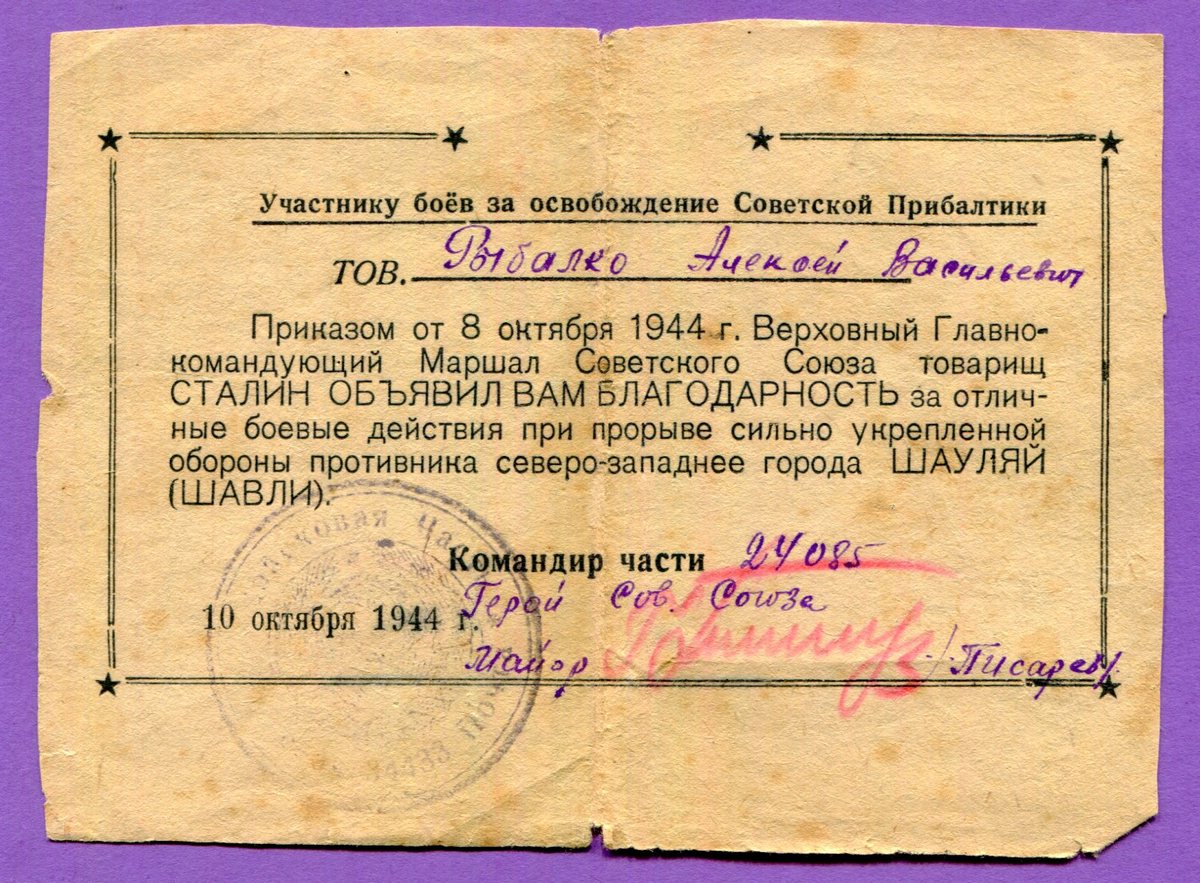 Участнику боёв за освобождение Советской Прибалтики
ТОВ. Рыбалко Алексей Васильевич
Приказом от 8 октября 1944 г. Верховный Главно-
командующий Маршал Советского Союза товарищ
СТАЛИН ОБЪЯВИЛ ВАМ БЛАГОДАРНОСТЬ за отлич-
ные боевые действия при прорыве сильно укрепленной
обороны противника северо-западнее города ШАУЛЯЙ
(ШАВЛИ).
Командир части 24085
Герой Сов. Союза
10 октября 1944 г.
Майор /Писарев/.